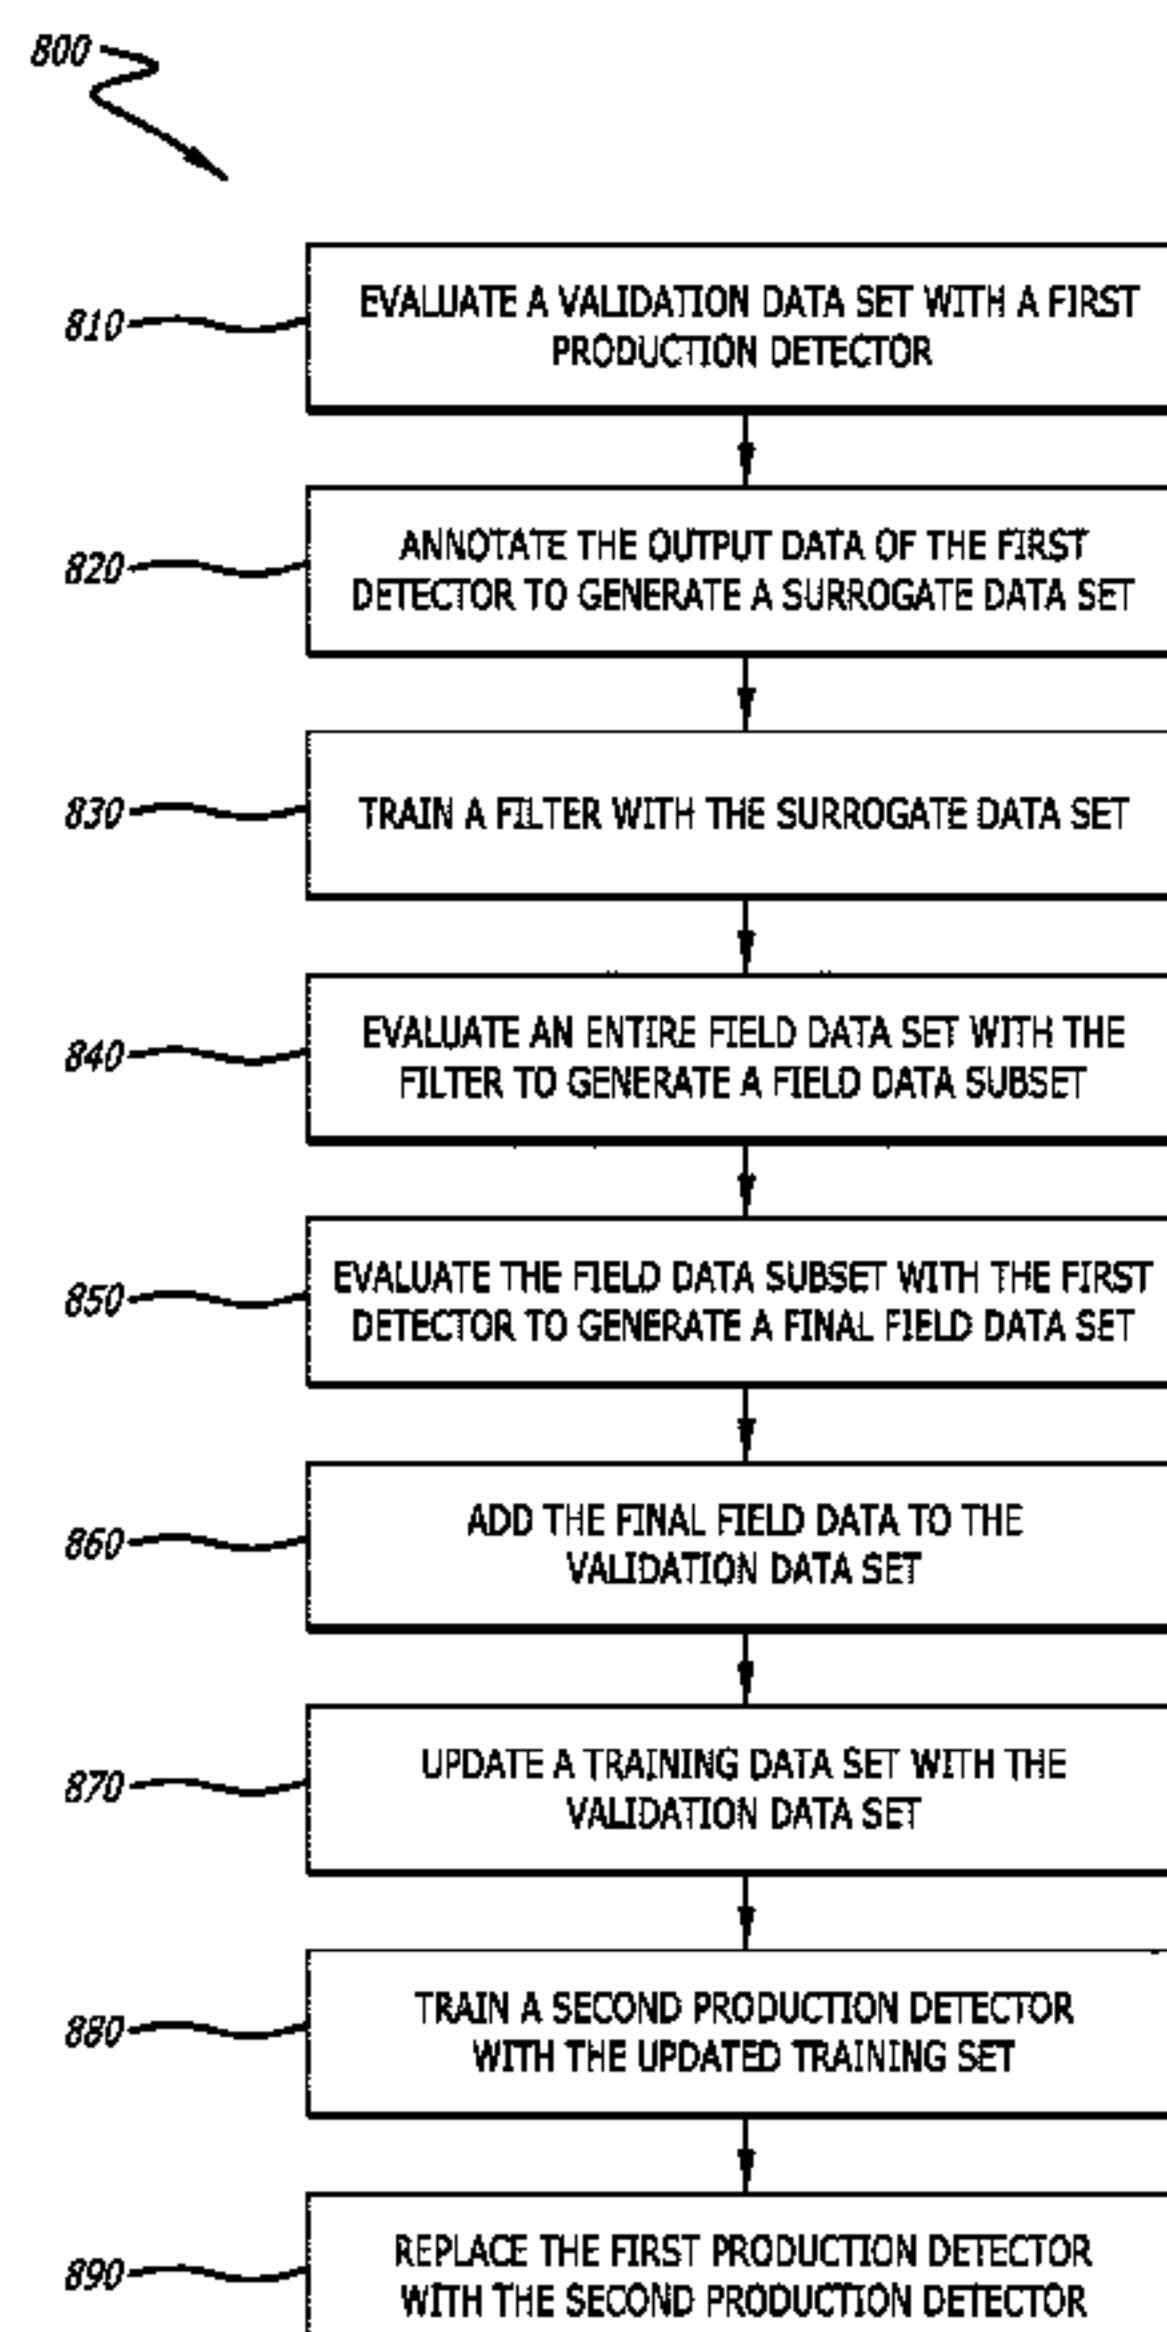 800
810
EVALUATE A VALIDATION DATA SET WITH A FIRST
PRODUCTION DETECTOR
820
ANNOTATE THE OUTPUT DATA OF THE FIRST
DETECTOR TO GENERATE A SURROGATE DATA SET
830
TRAIN A FILTER WITH THE SURROGATE DATA SET
840
EVALUATE AN ENTIRE FIELD DATA SET WITH THE
FILTER TO GENERATE A FIELD DATA SUBSET
850
EVALUATE THE FIELD DATA SUBSET WITH THE FIRST
DETECTOR TO GENERATE A FINAL FIELD DATA SET
860
ADD THE FINAL FIELD DATA TO THE
VALIDATION DATA SET
870
UPDATE A TRAINING DATA SET WITH THE
VALIDATION DATA SET
880
TRAIN A SECOND PRODUCTION DETECTOR
WITH THE UPDATED TRAINING SET
890
REPLACE THE FIRST PRODUCTION DETECTOR
WITH THE SECOND PRODUCTION DETECTOR